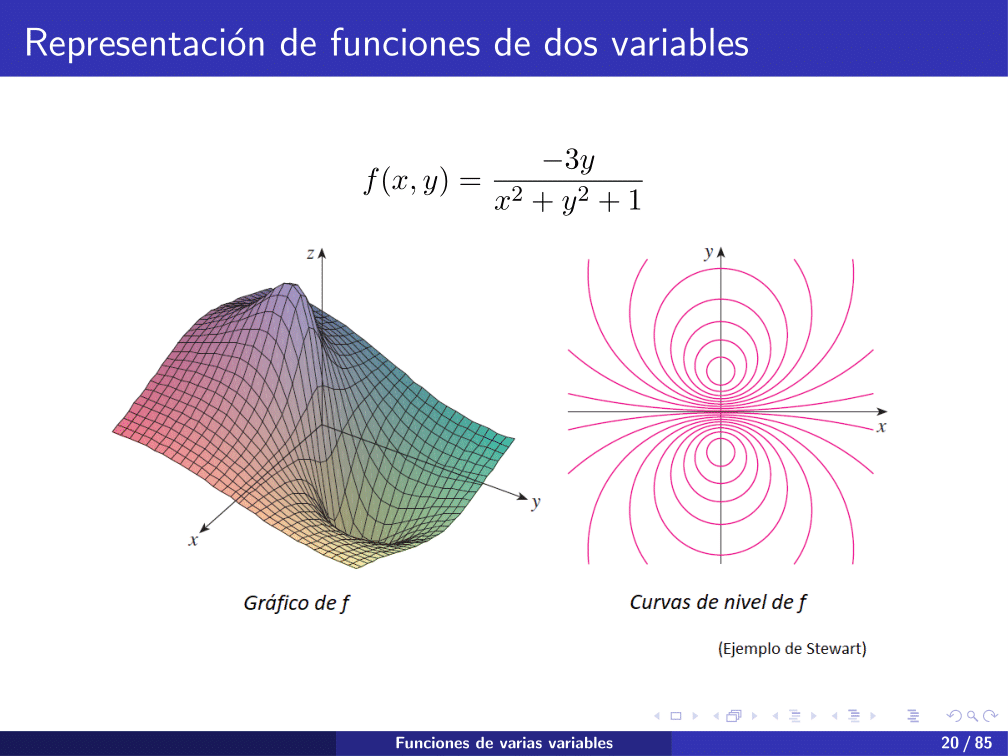 Representación de funciones de dos variables
f(x, y) = −3y / x² + y² + 1
z
y
x
y
x
Gráfico de f
Curvas de nivel de f
(Ejemplo de Stewart)
Funciones de varias variables
20 / 85